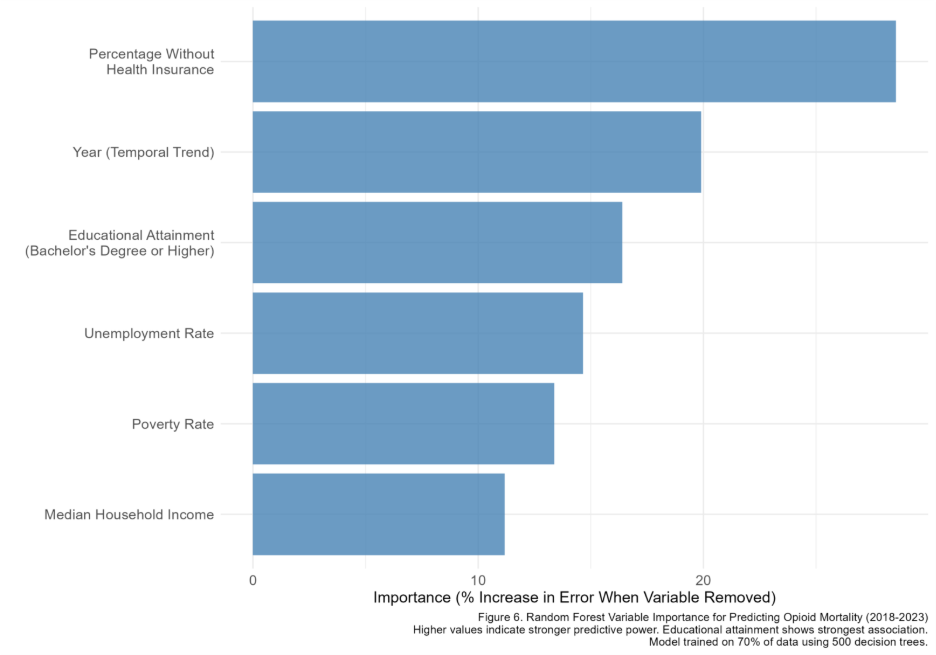 Percentage Without
Health Insurance
Year (Temporal Trend)
Educational Attainment
(Bachelor's Degree or Higher)
Unemployment Rate
Poverty Rate
Median Household Income
0 10 20
Importance (% Increase in Error When Variable Removed)
Figure 6. Random Forest Variable Importance for Predicting Opioid Mortality (2018-2023)
Higher values indicate stronger predictive power. Educational attainment shows strongest association.
Model trained on 70% of data using 500 decision trees.